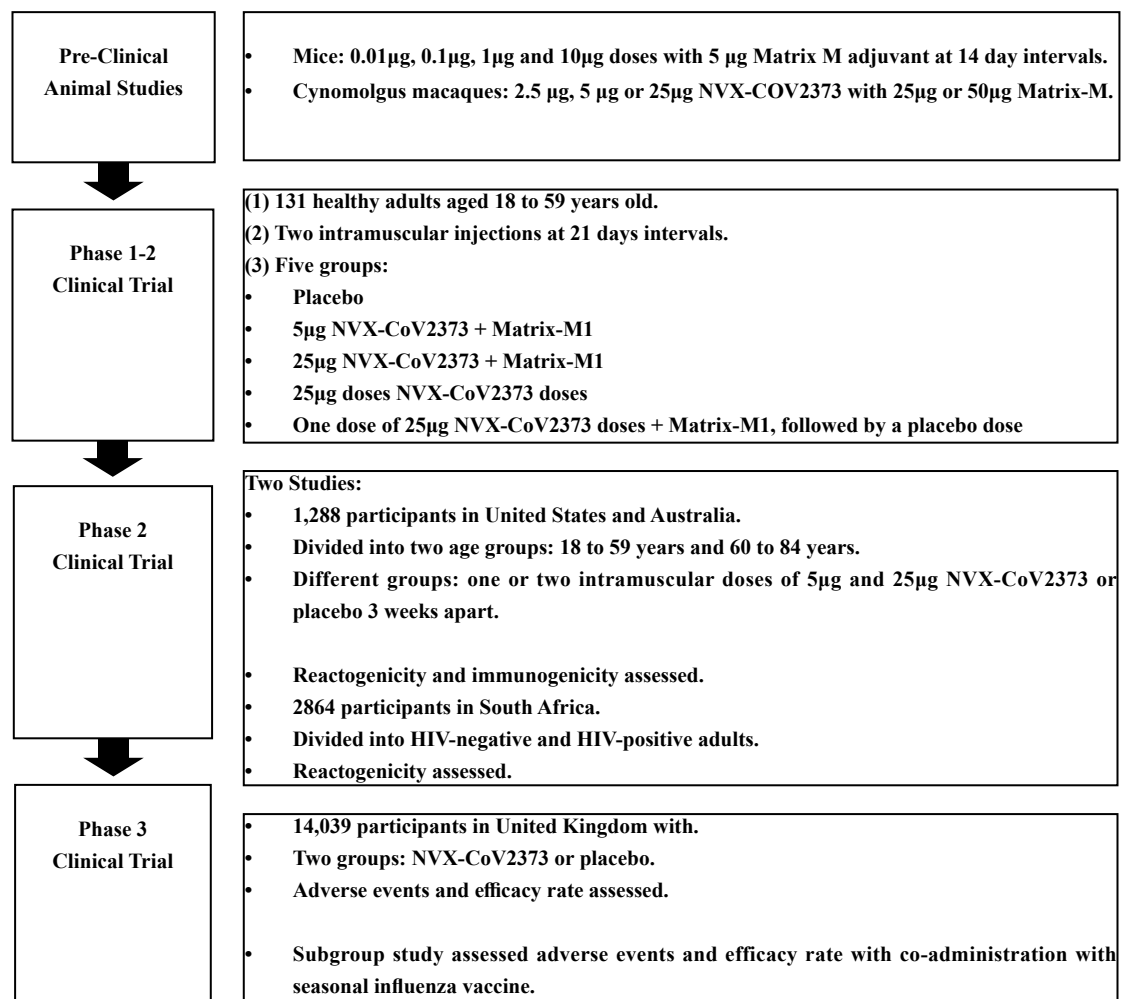 Pre-Clinical
Animal Studies
• Mice: 0.01μg, 0.1μg, 1μg and 10μg doses with 5 μg Matrix M adjuvant at 14 day intervals.
• Cynomolgus macaques: 2.5 μg, 5 μg or 25μg NVX-COV2373 with 25μg or 50μg Matrix-M.
Phase 1-2
Clinical Trial
(1) 131 healthy adults aged 18 to 59 years old.
(2) Two intramuscular injections at 21 days intervals.
(3) Five groups:
• Placebo
• 5μg NVX-CoV2373 + Matrix-M1
• 25μg NVX-CoV2373 + Matrix-M1
• 25μg doses NVX-CoV2373 doses
• One dose of 25μg NVX-CoV2373 doses + Matrix-M1, followed by a placebo dose
Phase 2
Clinical Trial
Two Studies:
• 1,288 participants in United States and Australia.
• Divided into two age groups: 18 to 59 years and 60 to 84 years.
• Different groups: one or two intramuscular doses of 5μg and 25μg NVX-CoV2373 or
placebo 3 weeks apart.
• Reactogenicity and immunogenicity assessed.
• 2864 participants in South Africa.
• Divided into HIV-negative and HIV-positive adults.
• Reactogenicity assessed.
Phase 3
Clinical Trial
• 14,039 participants in United Kingdom with.
• Two groups: NVX-CoV2373 or placebo.
• Adverse events and efficacy rate assessed.
• Subgroup study assessed adverse events and efficacy rate with co-administration with
seasonal influenza vaccine.